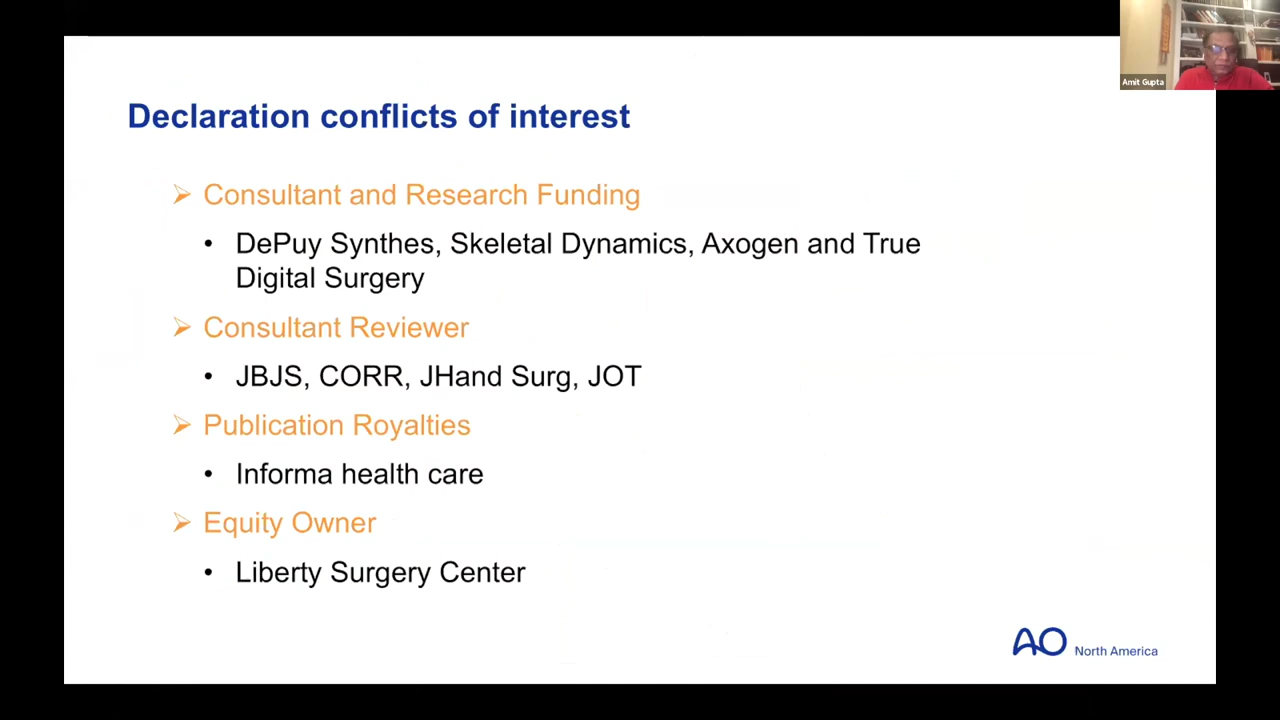 Amit Gupta
Declaration conflicts of interest
➢ Consultant and Research Funding
• DePuy Synthes, Skeletal Dynamics, Axogen and True
Digital Surgery
➢ Consultant Reviewer
• JBJS, CORR, JHand Surg, JOT
➢ Publication Royalties
• Informa health care
➢ Equity Owner
• Liberty Surgery Center
AO North America